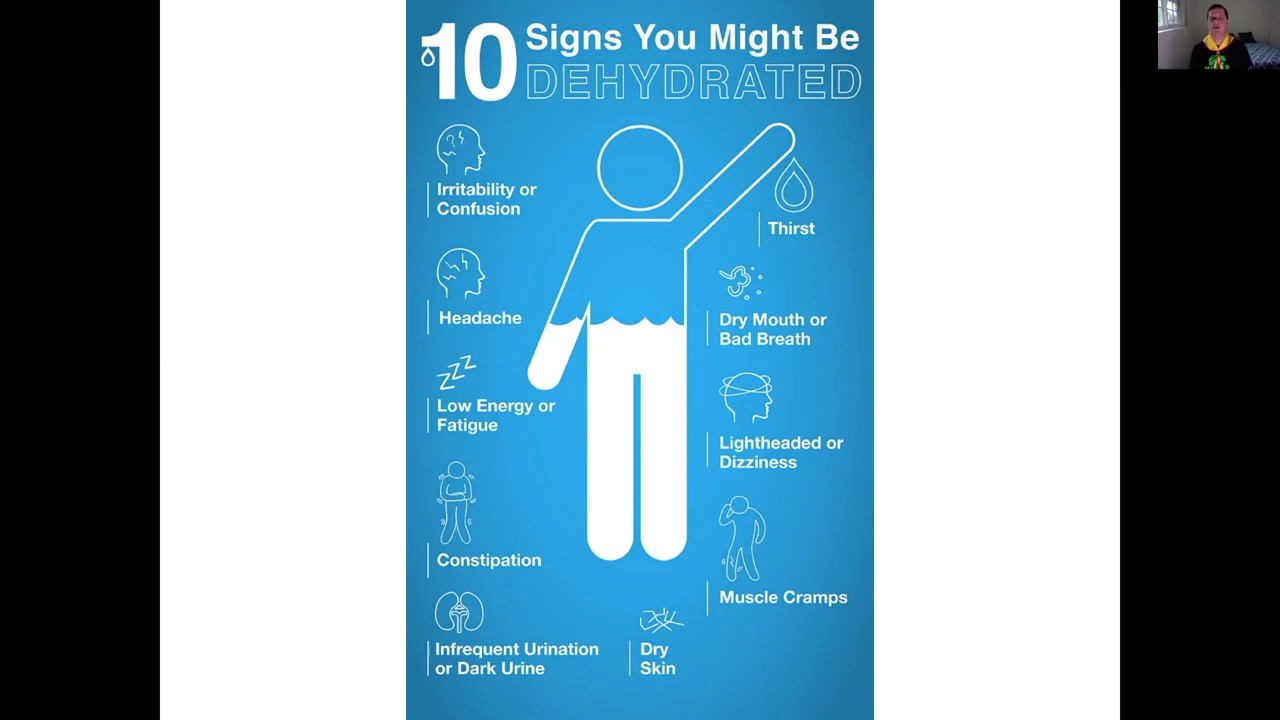 10 Signs You Might Be
DEHYDRATED
Irritability or
Confusion
Headache
Low Energy or
Fatigue
Constipation
Infrequent Urination
or Dark Urine
Dry
Skin
Thirst
Dry Mouth or
Bad Breath
Lightheaded or
Dizziness
Muscle Cramps